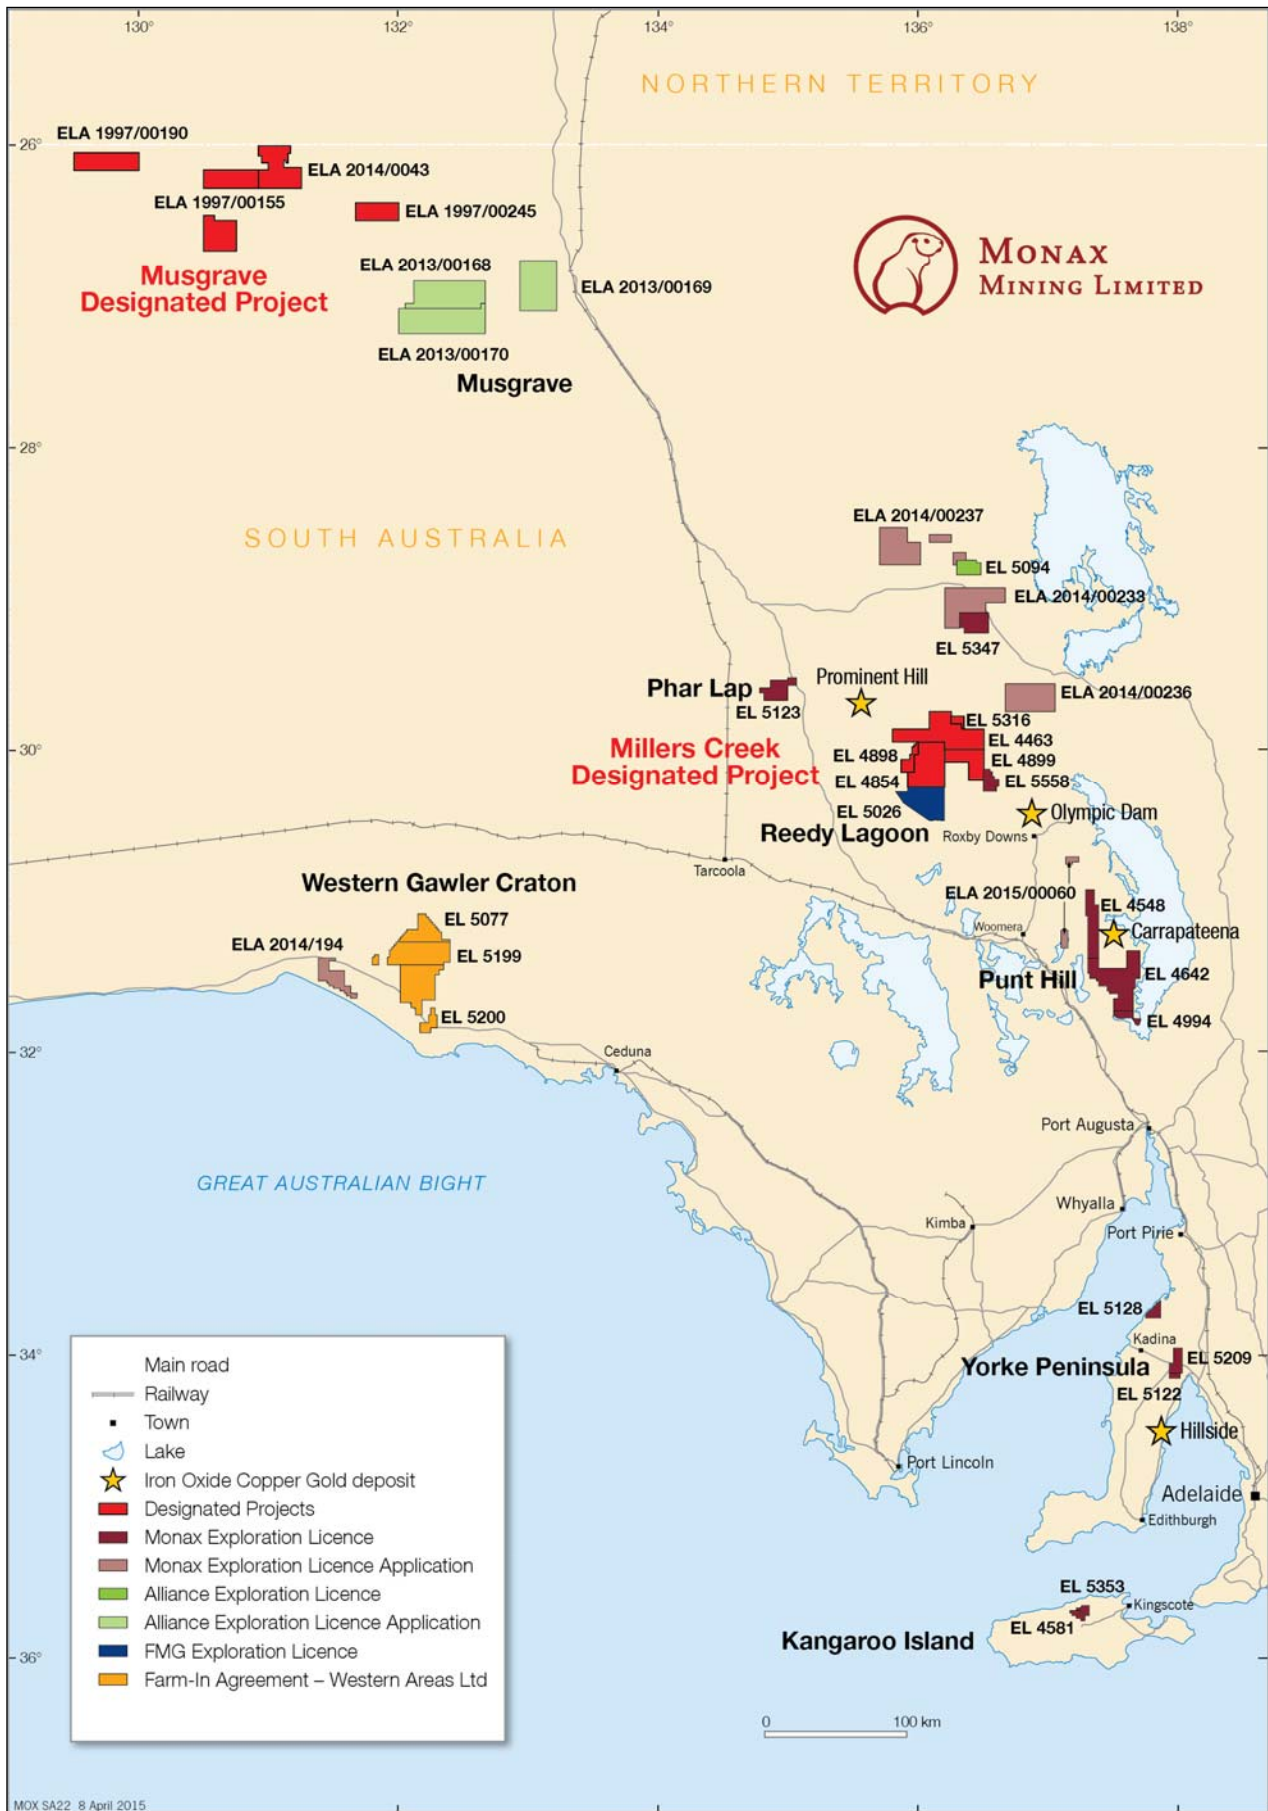 130°
132°
134°
136°
138°
NORTHERN TERRITORY
ELA 1997/00190
26°
ELA 2014/0043
ELA 1997/00155
ELA 1997/00245
MONAX
MINING LIMITED
Musgrave
Designated Project
ELA 2013/00168
ELA 2013/00169
ELA 2013/00170
Musgrave
28°
SOUTH AUSTRALIA
ELA 2014/00237
EL 5094
ELA 2014/00233
EL 5347
Phar Lap
Prominent Hill
ELA 2014/00236
EL 5123
EL 5316
30°
Millers Creek
Designated Project
EL 4463
EL 4898
EL 4899
EL 4854
EL 5558
EL 5026
Olympic Dam
Reedy Lagoon
Roxby Downs
Tarcoola
Western Gawler Craton
ELA 2015/00060
EL 4548
EL 5077
Woomera
Carrapateena
ELA 2014/194
EL 5199
Punt Hill
EL 4642
EL 5200
EL 4994
32°
Ceduna
Port Augusta
GREAT AUSTRALIAN BIGHT
Whyalla
Kimba
Port Pirie
EL 5128
Kadina
34°
Yorke Peninsula
EL 5209
EL 5122
Hillside
Port Lincoln
Adelaide
Edithburgh
EL 5353
Kingscote
EL 4581
Kangaroo Island
36°
Main road
Railway
Town
Lake
Iron Oxide Copper Gold deposit
Designated Projects
Monax Exploration Licence
Monax Exploration Licence Application
Alliance Exploration Licence
Alliance Exploration Licence Application
FMG Exploration Licence
Farm-In Agreement – Western Areas Ltd
0
100 km
MOX SA22 8 April 2015